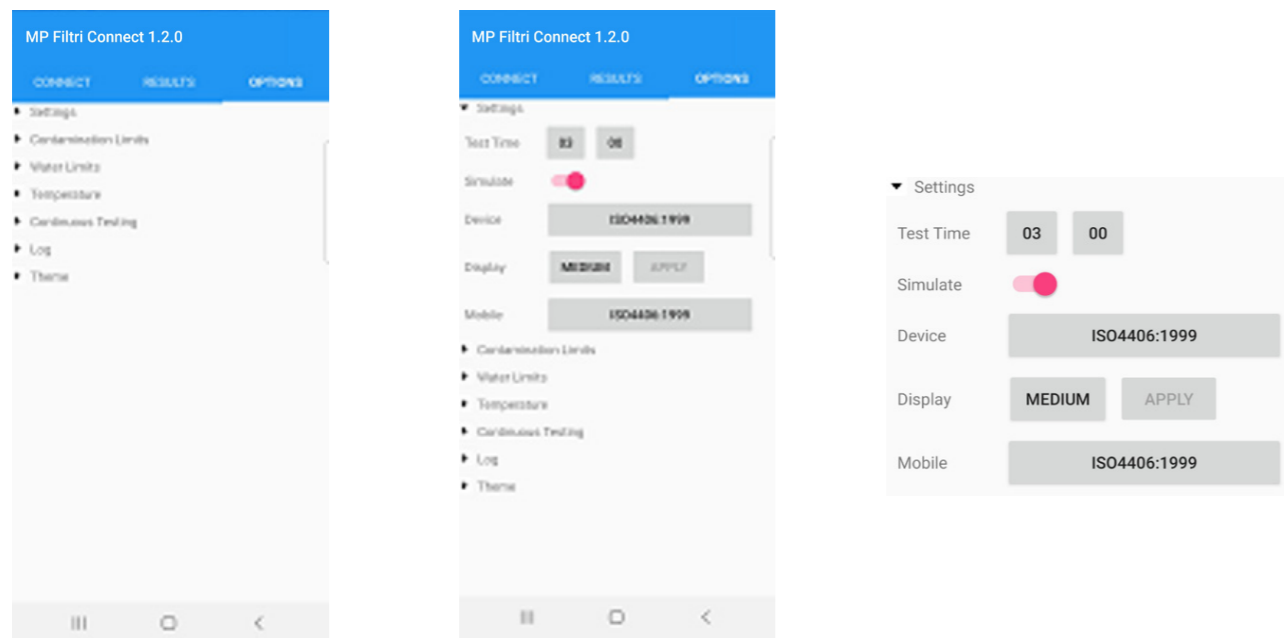 MP Filtri Connect 1.2.0
CONNECT RESULTS OPTIONS
Settings
Contamination Limits
Water Limits
Temperature
Continuous Testing
Log
Theme
MP Filtri Connect 1.2.0
CONNECT RESULTS OPTIONS
Settings
Test Time 03 00
Simulate
Device ISO4406:1999
Display MEDIUM APPLY
Mobile ISO4406:1999
Contamination Limits
Water Limits
Temperature
Continuous Testing
Log
Theme
Settings
Test Time 03 00
Simulate
Device ISO4406:1999
Display MEDIUM APPLY
Mobile ISO4406:1999